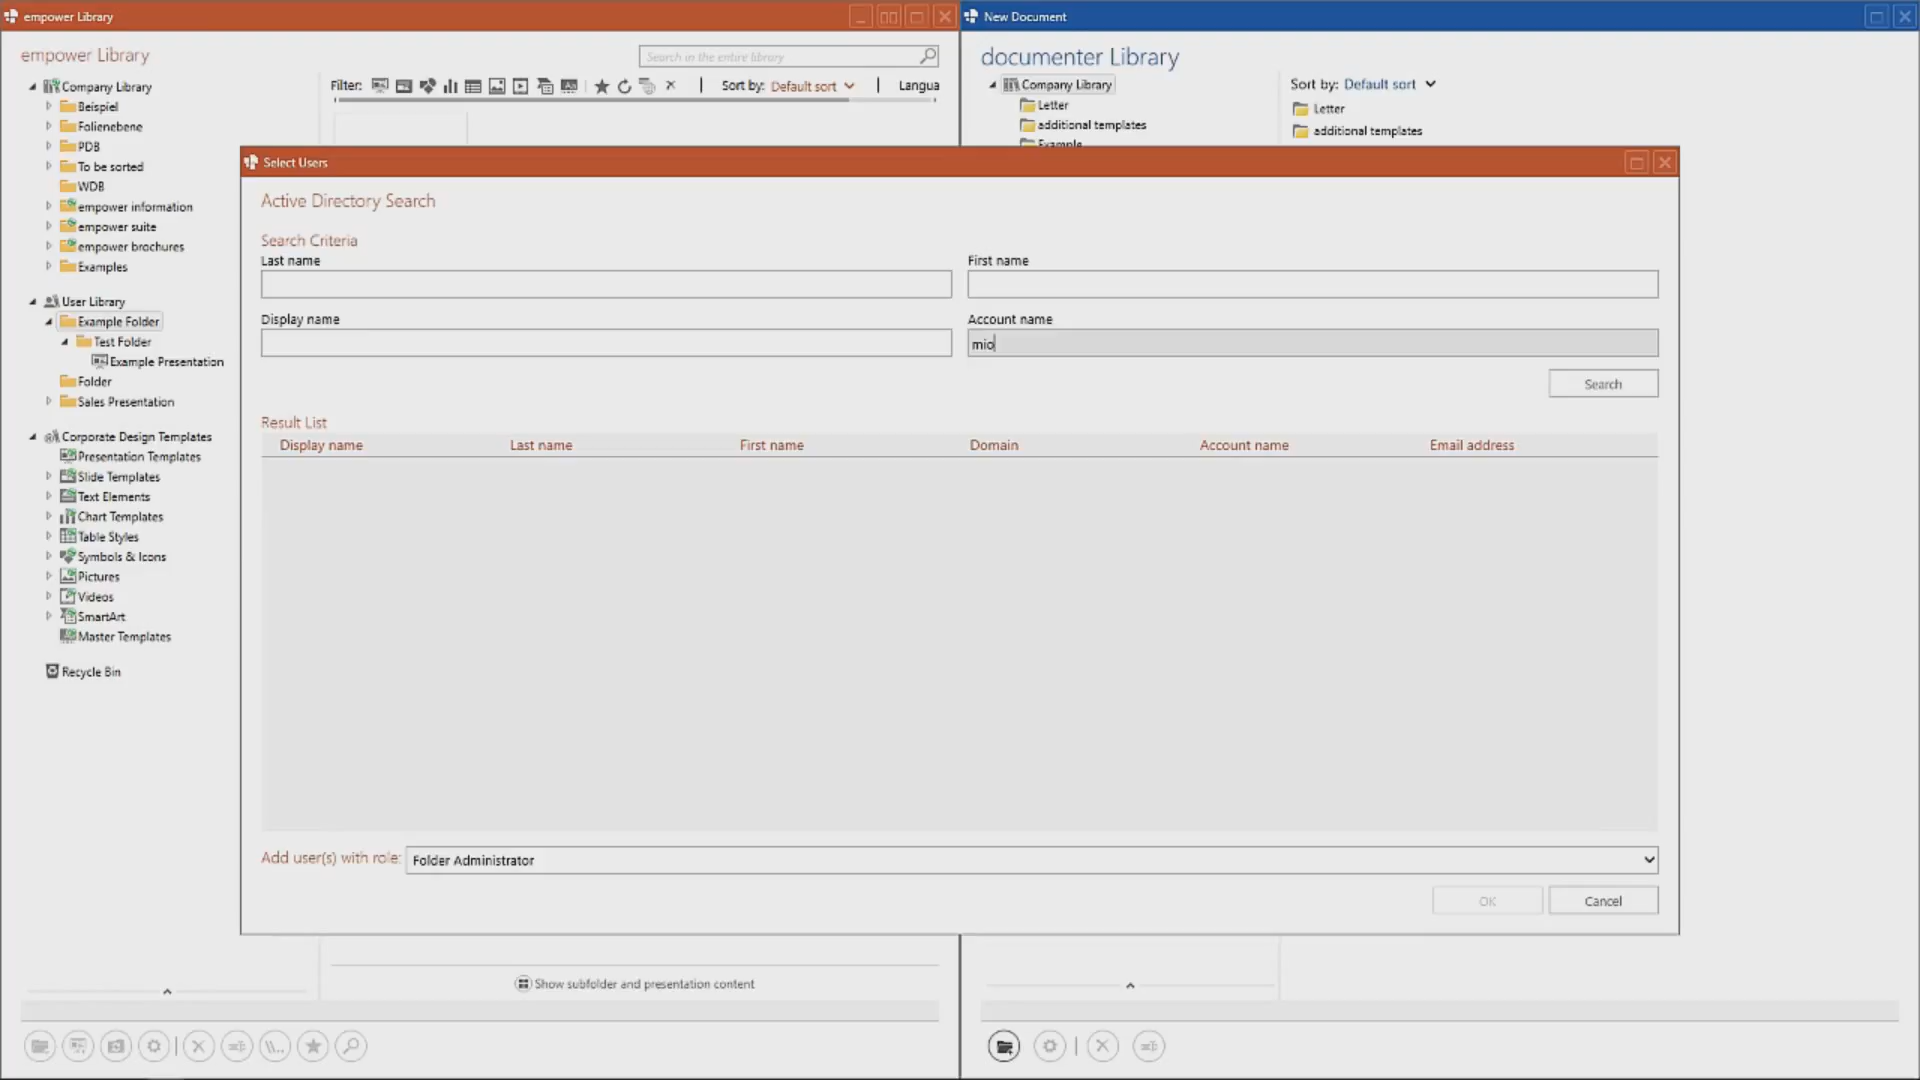 empower Library
empower Library
Search in the entire library
Company Library
Beispiel
Folienebene
PDB
To be sorted
WDB
empower information
empower suite
empower brochures
Examples
User Library
Example Folder
Test Folder
Example Presentation
Folder
Sales Presentation
Corporate Design Templates
Presentation Templates
Slide Templates
Text Elements
Chart Templates
Table Styles
Symbols & Icons
Pictures
Videos
SmartArt
Master Templates
Recycle Bin
Filter:
Sort by: Default sort
Langua
Show subfolder and presentation content
New Document
documenter Library
Company Library
Letter
additional templates
Example
Sort by: Default sort
Letter
additional templates
Select Users
Active Directory Search
Search Criteria
Last name
First name
Display name
Account name
mio
Search
Result List
Display name Last name First name Domain Account name Email address
Add user(s) with role: Folder Administrator
OK
Cancel